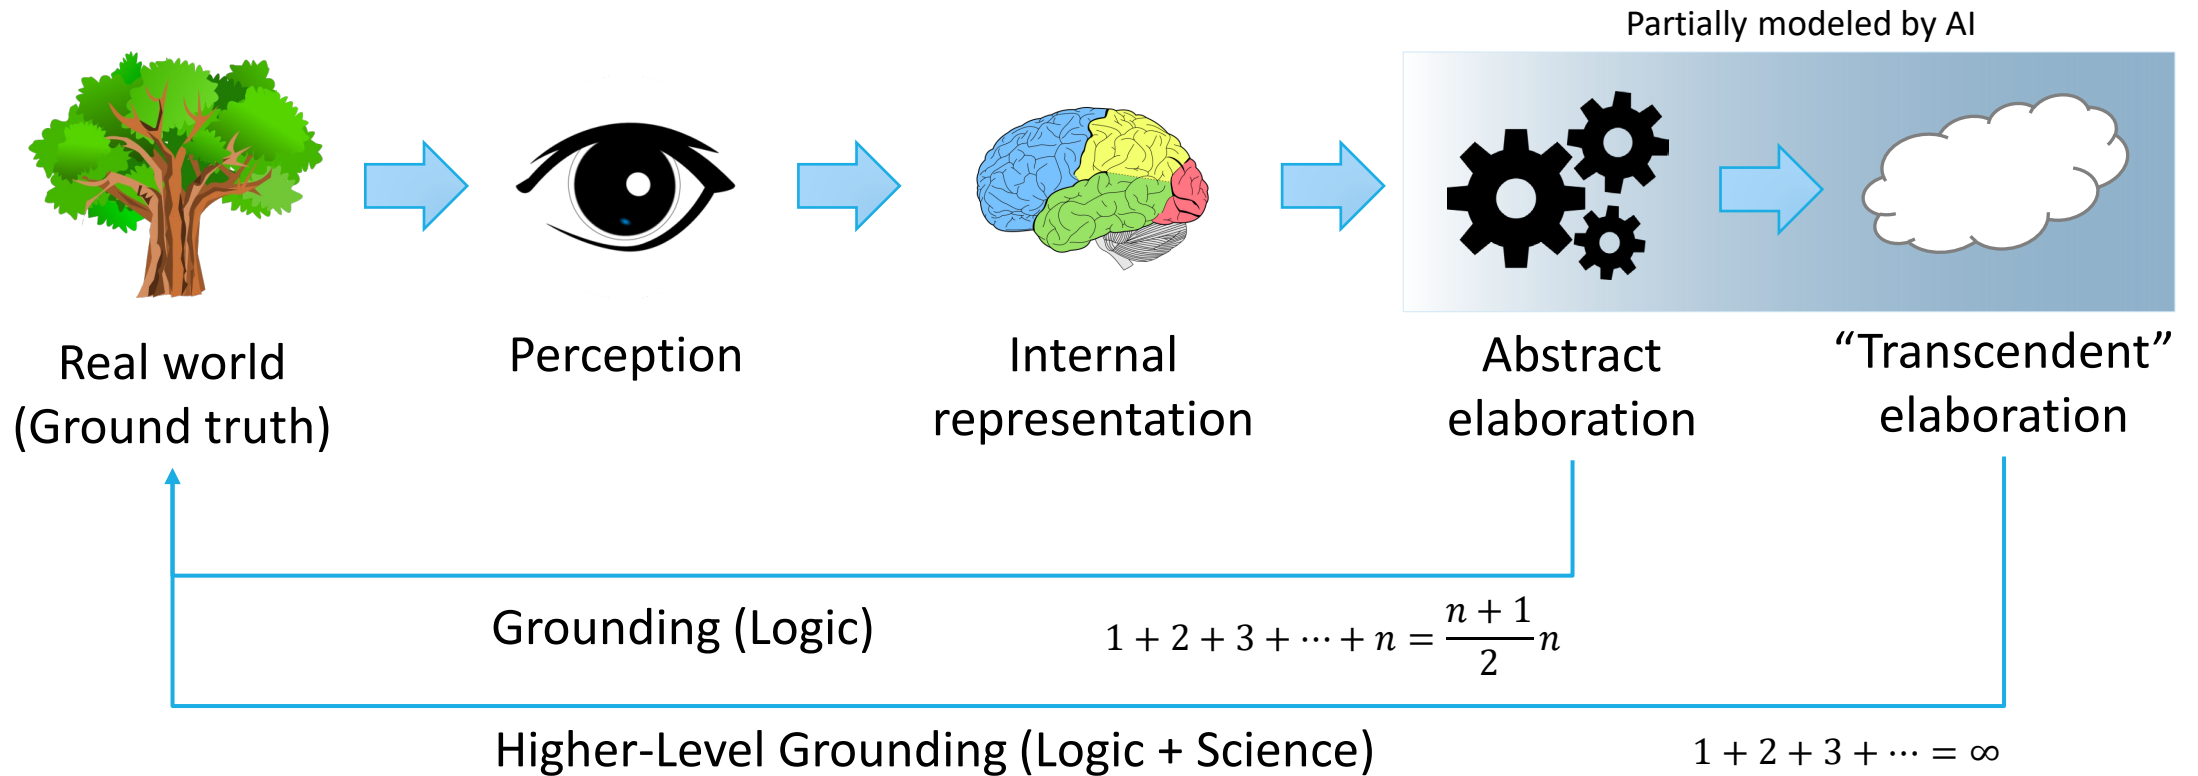 Partially modeled by AI
Real world
(Ground truth)
Perception
Internal
representation
Abstract
elaboration
“Transcendent”
elaboration
Grounding (Logic)
1 + 2 + 3 + ⋯ + n = \frac{n + 1}{2} n
Higher-Level Grounding (Logic + Science)
1 + 2 + 3 + ⋯ = ∞